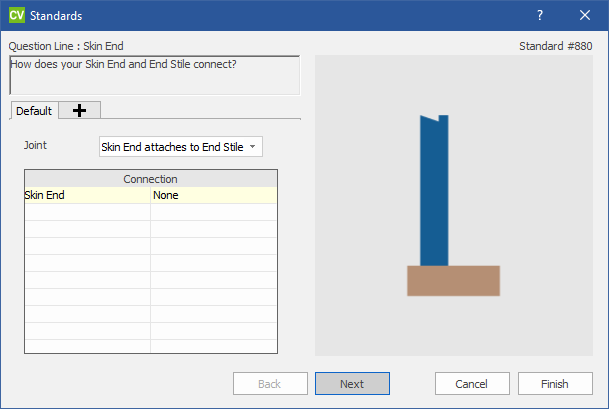 CV Standards ?
Question Line : Skin End
Standard #880
How does your Skin End and End Stile connect?
Default
Joint Skin End attaches to End Stile
Connection
Skin End None
Back Next Cancel Finish